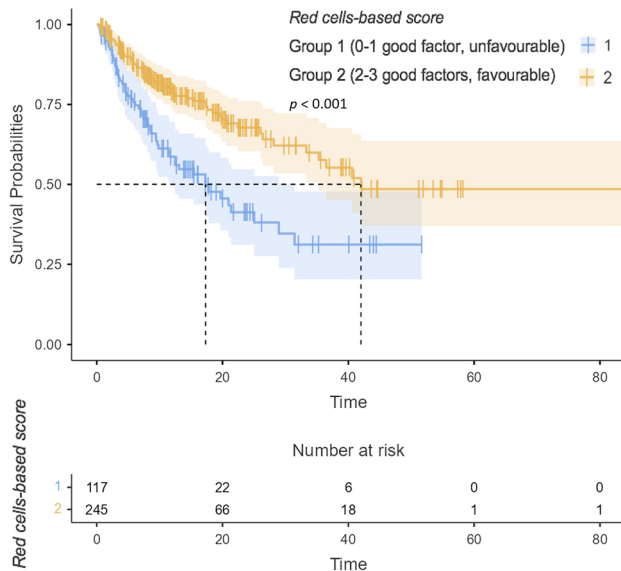 Red cells-based score
Group 1 (0-1 good factor, unfavourable) 1
Group 2 (2-3 good factors, favourable) 2
p < 0.001
Survival Probabilities
1.00
0.75
0.50
0.25
0.00
0 20 40 60 80
Time
Number at risk
Red cells-based score
1 117 22 6 0 0
2 245 66 18 1 1
0 20 40 60 80
Time